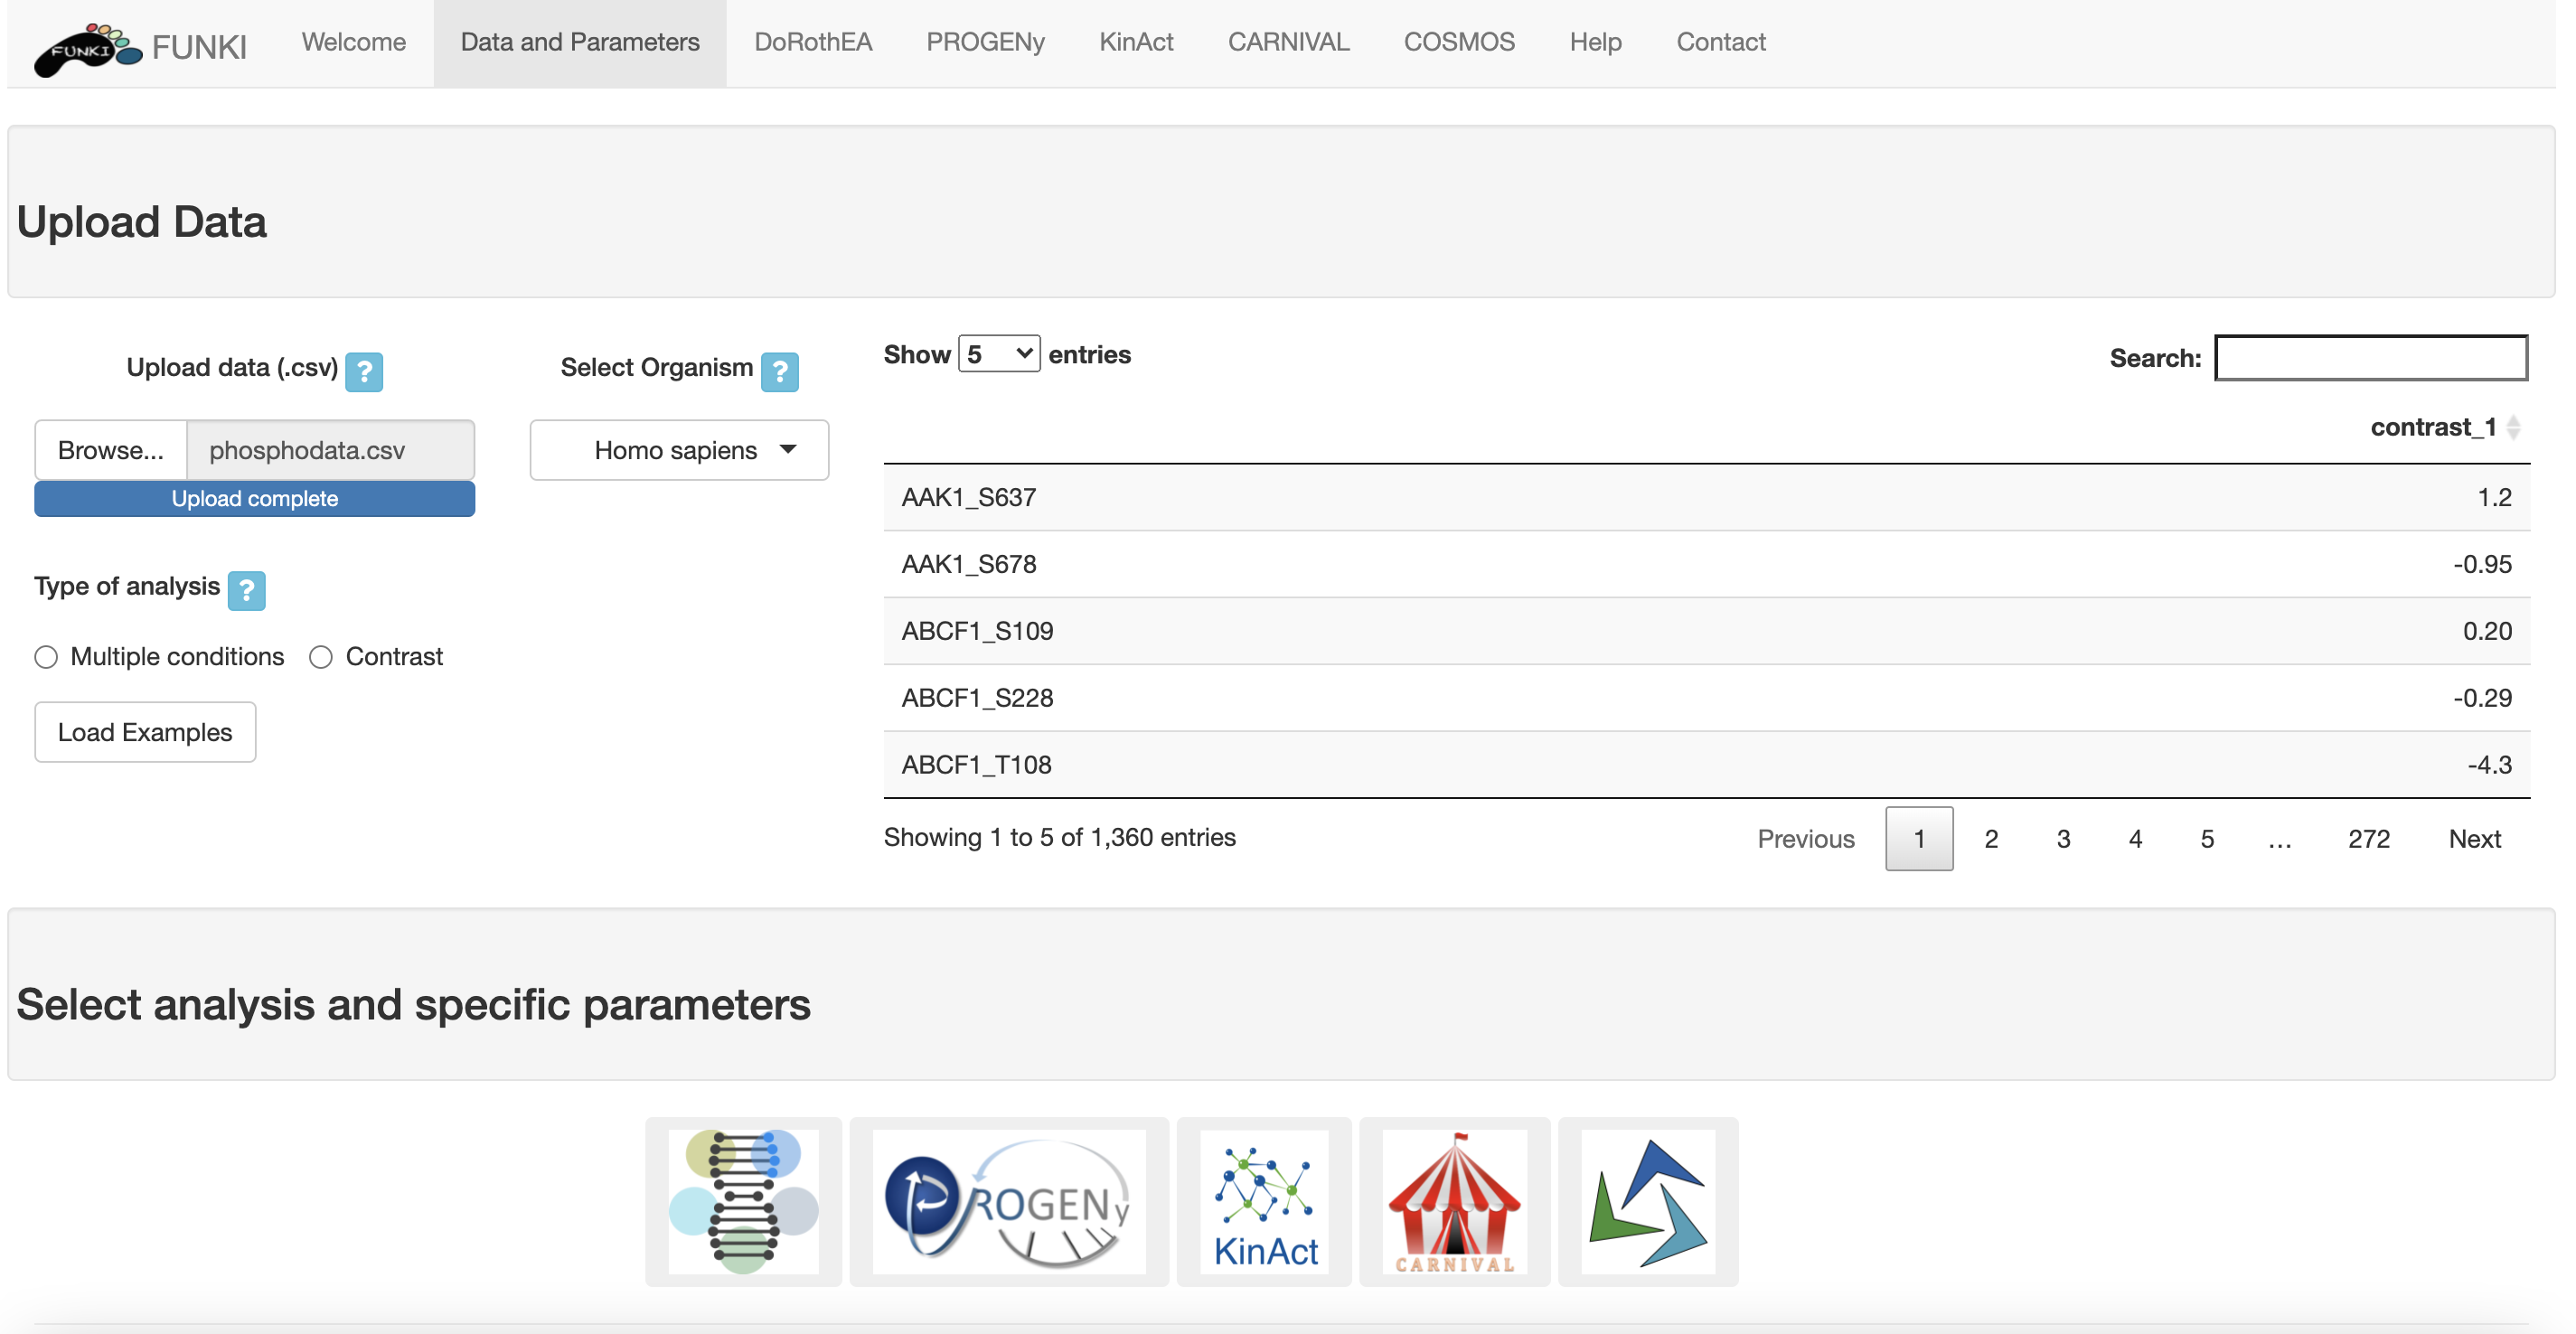 FUNKI FUNKI Welcome Data and Parameters DoRothEA PROGENy KinAct CARNIVAL COSMOS Help Contact
Upload Data
Upload data (.csv) ? Select Organism ?
Browse... phosphodata.csv Homo sapiens
Upload complete
Type of analysis ?
Multiple conditions Contrast
Load Examples
Show 5 entries Search:
contrast_1
AAK1_S637 1.2
AAK1_S678 -0.95
ABCF1_S109 0.20
ABCF1_S228 -0.29
ABCF1_T108 -4.3
Showing 1 to 5 of 1,360 entries Previous 1 2 3 4 5 … 272 Next
Select analysis and specific parameters
PROGENy KinAct CARNIVAL